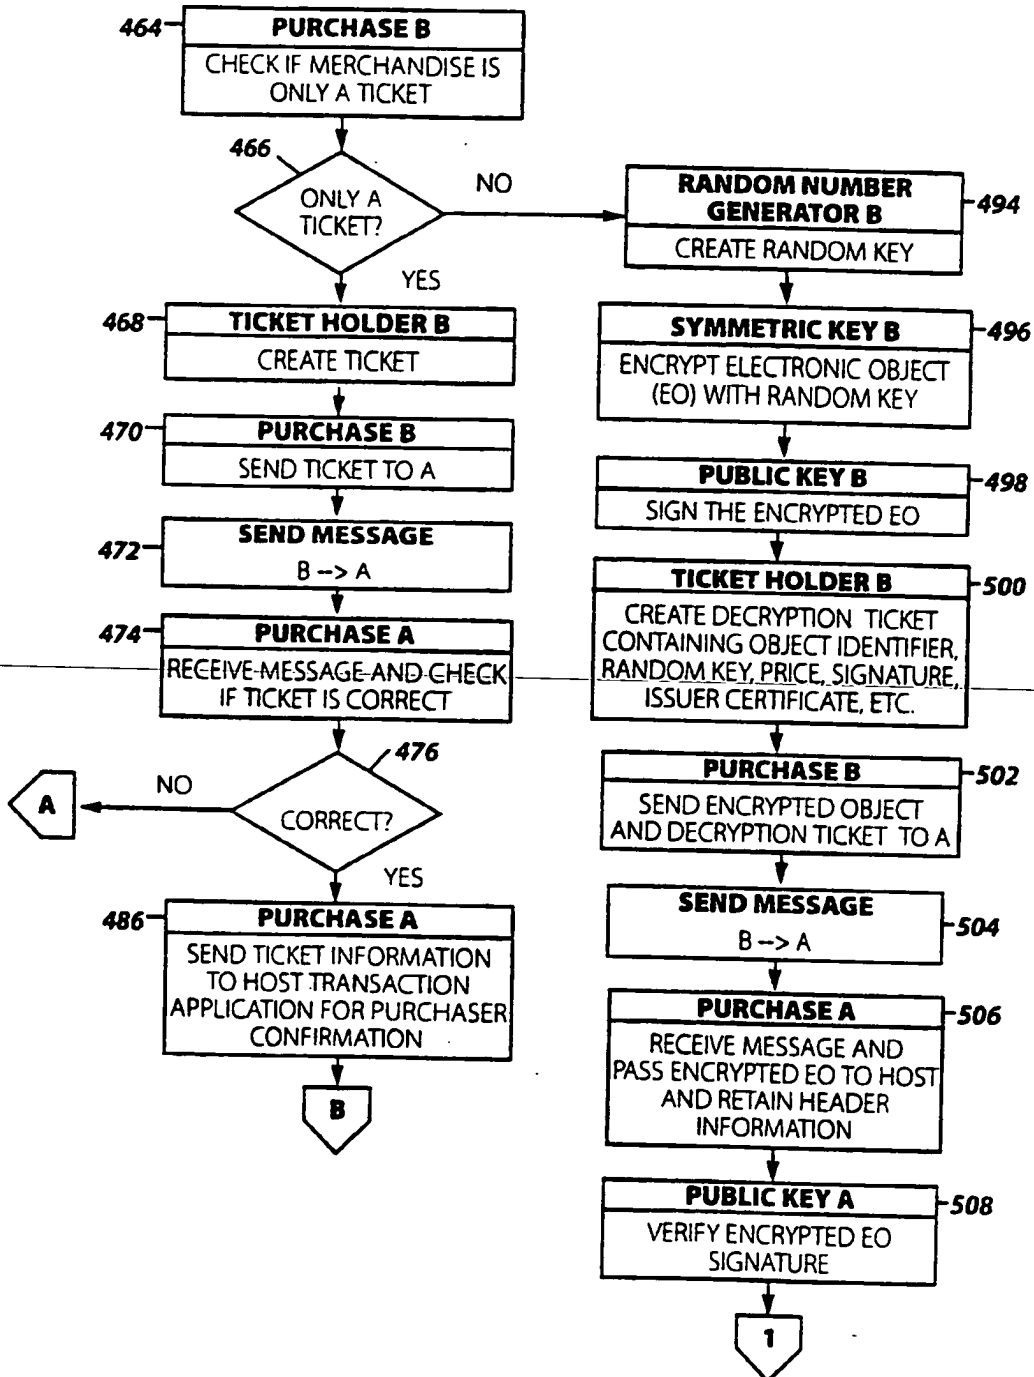 464
PURCHASE B
CHECK IF MERCHANDISE IS
ONLY A TICKET
466
ONLY A
TICKET?
NO
YES
468
TICKET HOLDER B
CREATE TICKET
470
PURCHASE B
SEND TICKET TO A
472
SEND MESSAGE
B --> A
474
PURCHASE A
RECEIVE MESSAGE AND CHECK
IF TICKET IS CORRECT
476
CORRECT?
NO
A
YES
486
PURCHASE A
SEND TICKET INFORMATION
TO HOST TRANSACTION
APPLICATION FOR PURCHASER
CONFIRMATION
B
RANDOM NUMBER
GENERATOR B
494
CREATE RANDOM KEY
SYMMETRIC KEY B
496
ENCRYPT ELECTRONIC OBJECT
(EO) WITH RANDOM KEY
PUBLIC KEY B
498
SIGN THE ENCRYPTED EO
TICKET HOLDER B
500
CREATE DECRYPTION TICKET
CONTAINING OBJECT IDENTIFIER,
RANDOM KEY, PRICE, SIGNATURE,
ISSUER CERTIFICATE, ETC.
PURCHASE B
502
SEND ENCRYPTED OBJECT
AND DECRYPTION TICKET TO A
SEND MESSAGE
504
B --> A
PURCHASE A
506
RECEIVE MESSAGE AND
PASS ENCRYPTED EO TO HOST
AND RETAIN HEADER
INFORMATION
PUBLIC KEY A
508
VERIFY ENCRYPTED EO
SIGNATURE
1